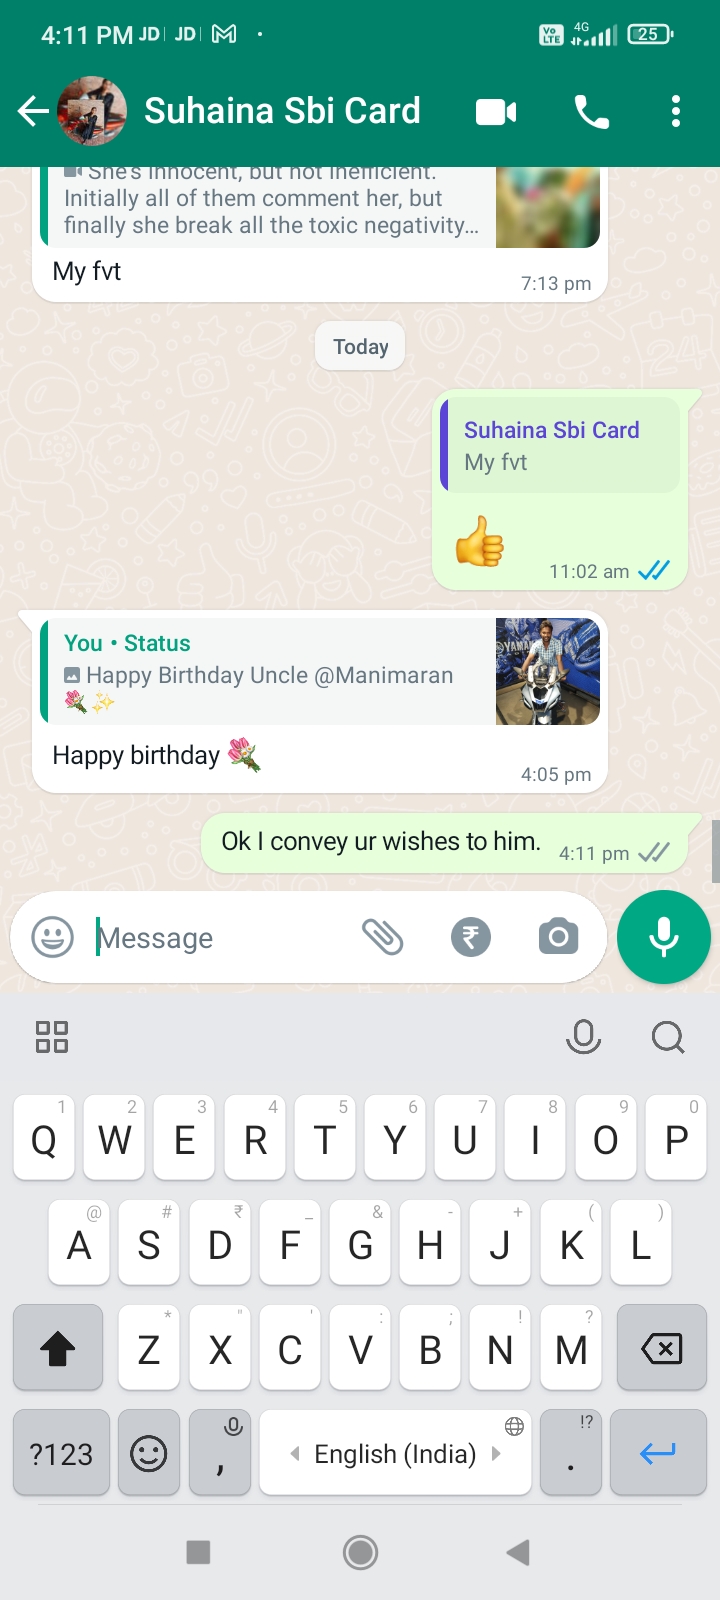 4:11 PM JD JD
Vo LTE 4G 25
Suhaina Sbi Card
She's innocent, but not inefficient.
Initially all of them comment her, but
finally she break all the toxic negativity...
My fvt
7:13 pm
Today
Suhaina Sbi Card
My fvt
👍
11:02 am
You • Status
Happy Birthday Uncle @Manimaran
💐✨
YAMAHA
Happy birthday 💐
4:05 pm
Ok I convey ur wishes to him.
4:11 pm
Message
₹
1 2 3 4 5 6 7 8 9 0
Q W E R T Y U I O P
@ # ₹ _ & - + ( )
A S D F G H J K L
* " ' : ; ! ?
Z X C V B N M
!?
?123 , English (India) .